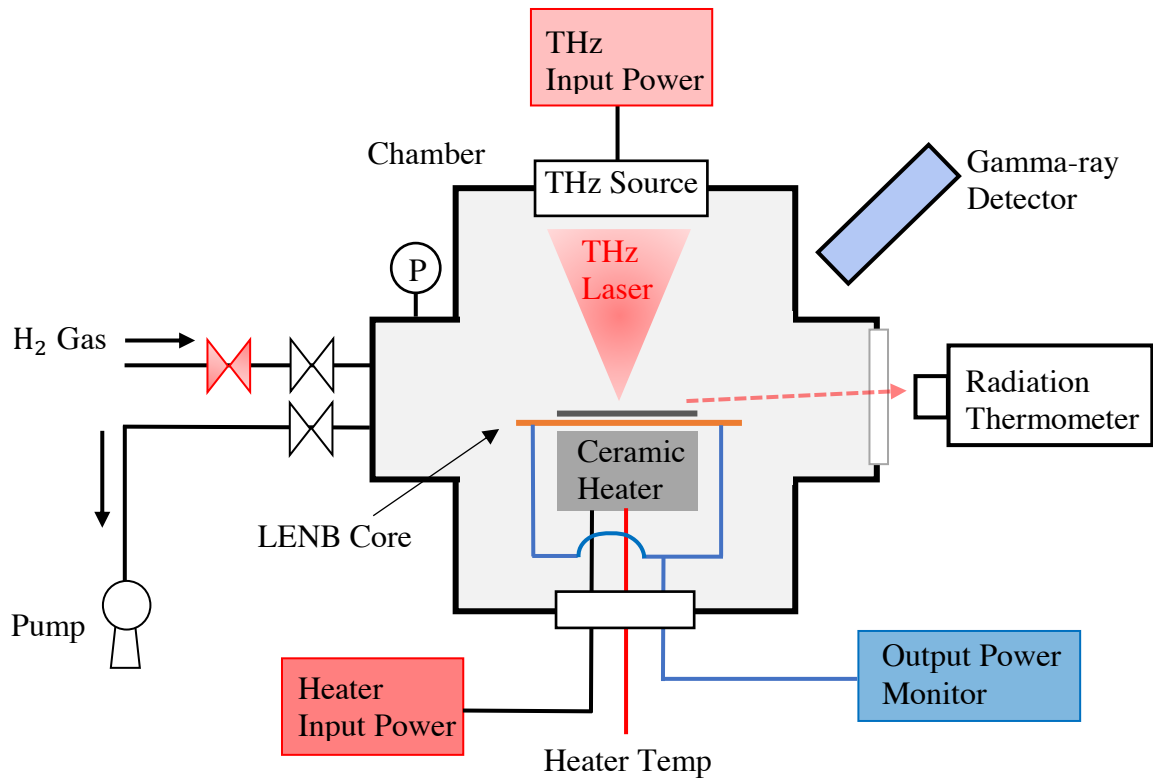 THz
Input Power
Chamber
THz Source
Gamma-ray
Detector
THz
Laser
P
H₂ Gas
Radiation
Thermometer
Ceramic
Heater
LENB Core
Pump
Output Power
Monitor
Heater
Input Power
Heater Temp